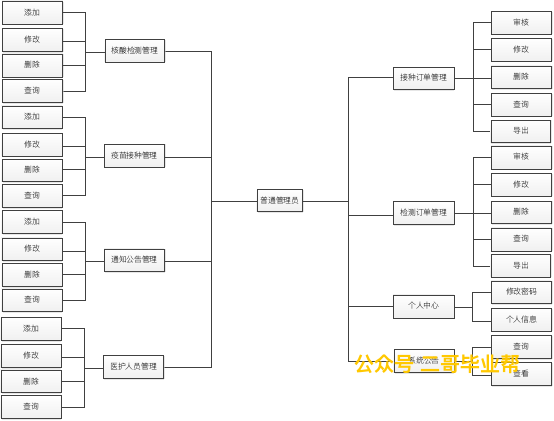 添加
修改
删除
查询
核酸检测管理
添加
修改
删除
查询
疫苗接种管理
添加
修改
删除
查询
通知公告管理
添加
修改
删除
查询
医护人员管理
普通管理员
接种订单管理
审核
修改
删除
查询
导出
检测订单管理
审核
修改
删除
查询
导出
个人中心
修改密码
个人信息
系统公告
查询
查看
公众号 二哥毕业帮